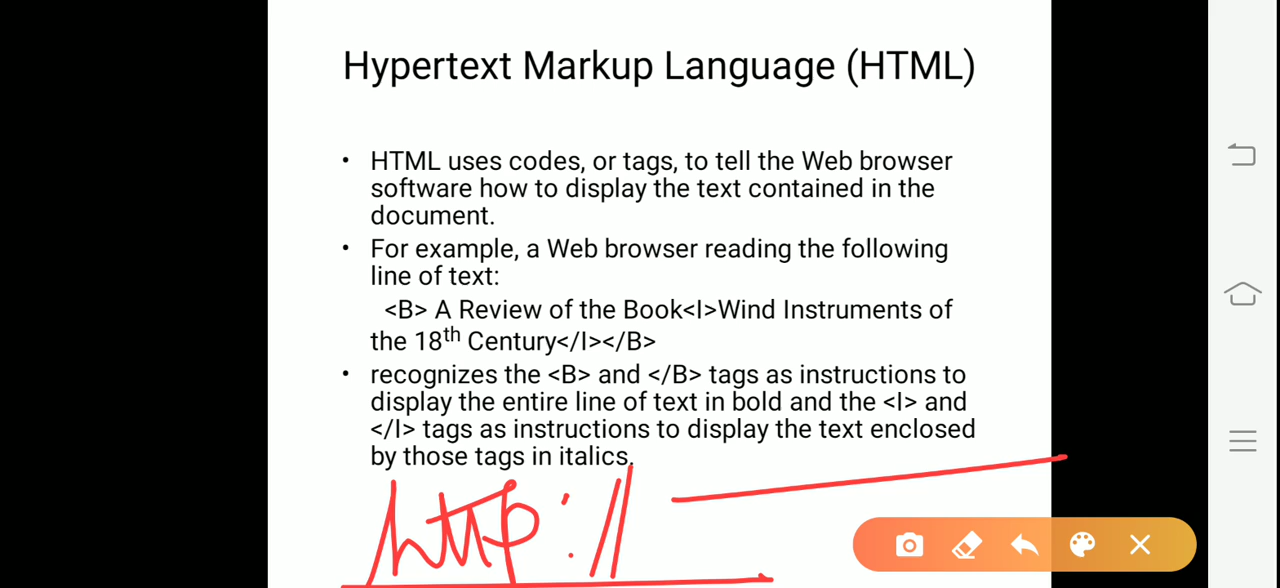 Hypertext Markup Language (HTML)
• HTML uses codes, or tags, to tell the Web browser
software how to display the text contained in the
document.
• For example, a Web browser reading the following
line of text:
<B> A Review of the Book<I>Wind Instruments of
the 18th Century</I></B>
• recognizes the <B> and </B> tags as instructions to
display the entire line of text in bold and the <I> and
</I> tags as instructions to display the text enclosed
by those tags in italics.
http://